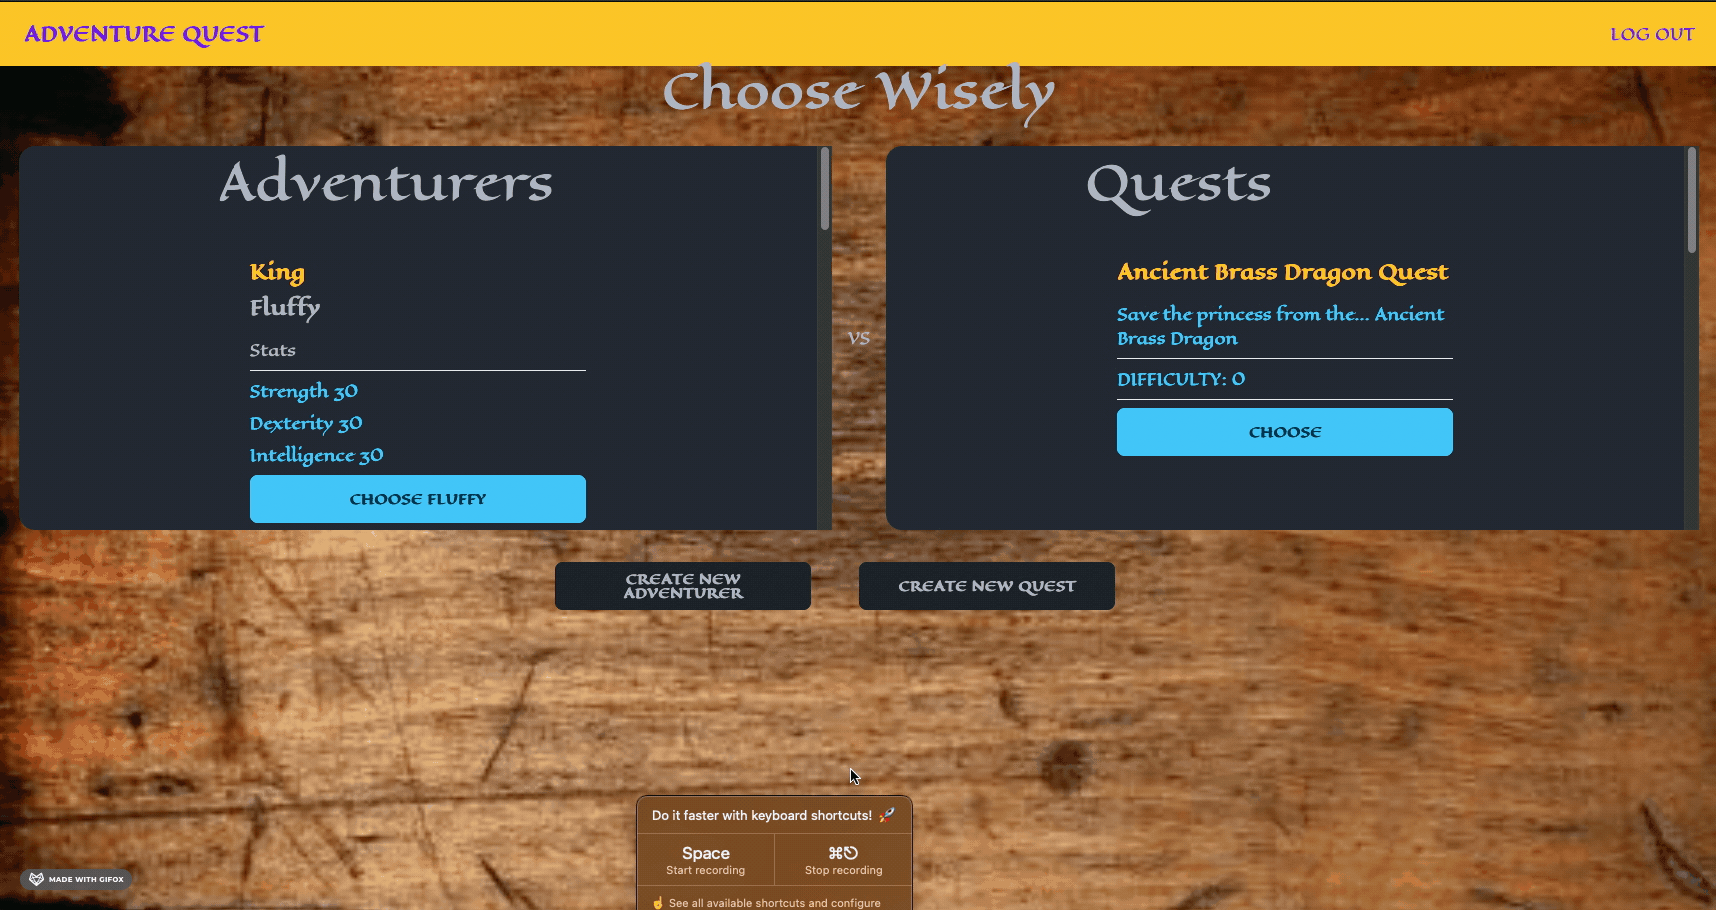 ADVENTURE QUEST
LOG OUT
Choose Wisely
Adventurers
King
Fluffy
Stats
Strength 30
Dexterity 30
Intelligence 30
CHOOSE FLUFFY
VS
Quests
Ancient Brass Dragon Quest
Save the princess from the... Ancient
Brass Dragon
DIFFICULTY: 0
CHOOSE
CREATE NEW
ADVENTURER
CREATE NEW QUEST
Do it faster with keyboard shortcuts! 🚀
Space
Start recording
⌘⎋
Stop recording
☝️ See all available shortcuts and configure
MADE WITH GIFOX